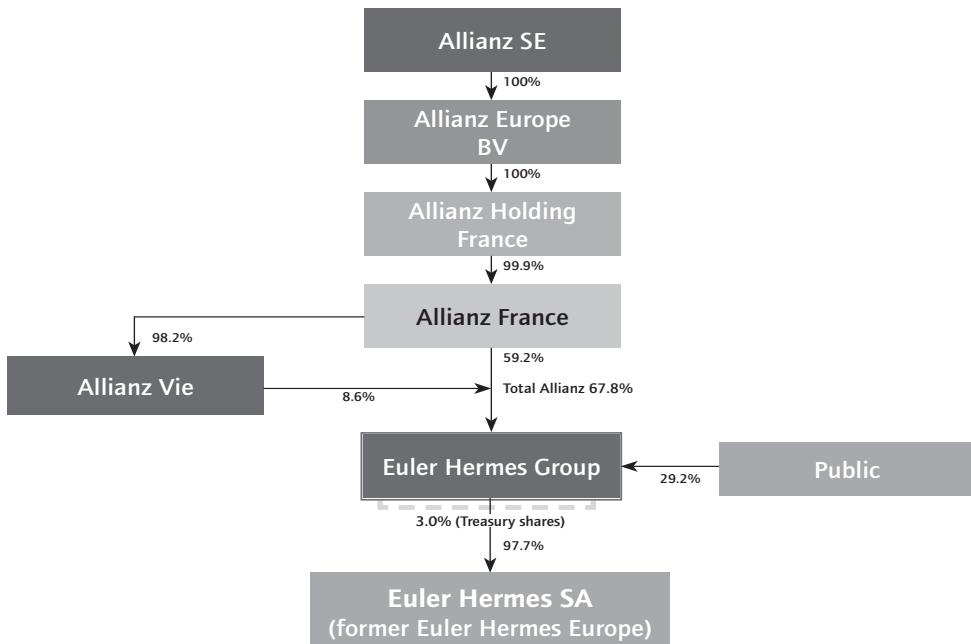 Allianz SE
100%
Allianz Europe
BV
100%
Allianz Holding
France
99.9%
Allianz France
98.2%
59.2%
Allianz Vie
8.6%
Total Allianz 67.8%
Euler Hermes Group
Public
29.2%
3.0% (Treasury shares)
97.7%
Euler Hermes SA
(former Euler Hermes Europe)